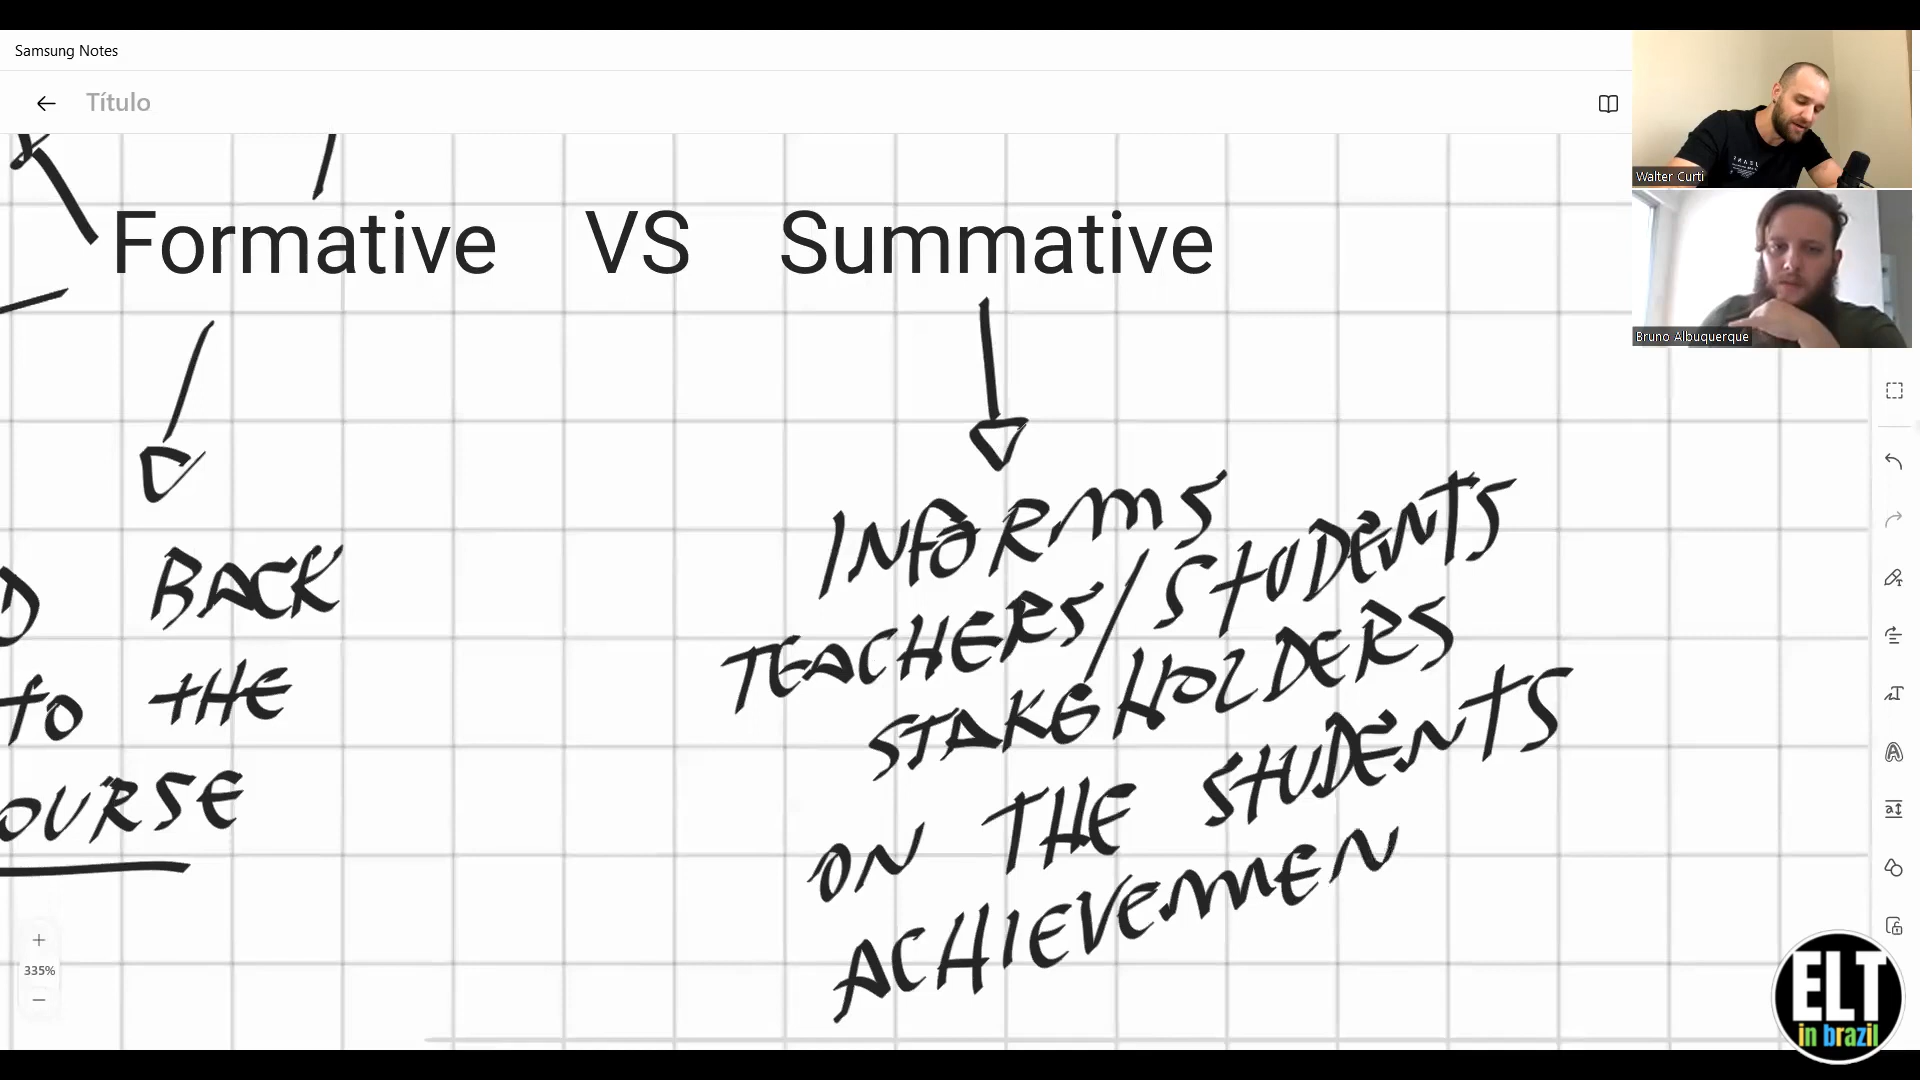 Samsung Notes
Título
Walter Curti
Bruno Albuquerque
Formative VS Summative
D BACK
to THE
OURSE
INFORMS
TEACHERS/STUDENTS
STAKEHOLDERS
ON THE STUDENTS
ACHIEVEMEN
+
335%
−
ELT
in brazil